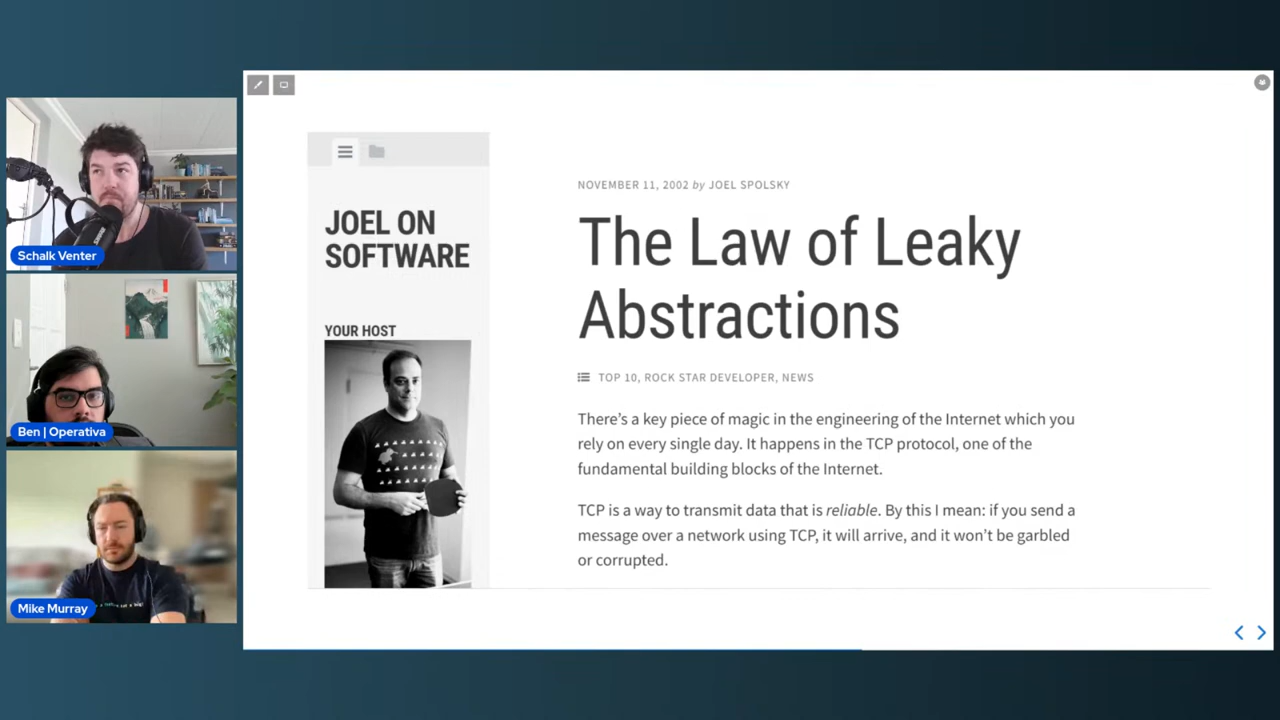 Schalk Venter
Ben | Operativa
Mike Murray
JOEL ON
SOFTWARE
YOUR HOST
NOVEMBER 11, 2002 by JOEL SPOLSKY
The Law of Leaky
Abstractions
TOP 10, ROCK STAR DEVELOPER, NEWS
There’s a key piece of magic in the engineering of the Internet which you
rely on every single day. It happens in the TCP protocol, one of the
fundamental building blocks of the Internet.
TCP is a way to transmit data that is reliable. By this I mean: if you send a
message over a network using TCP, it will arrive, and it won’t be garbled
or corrupted.